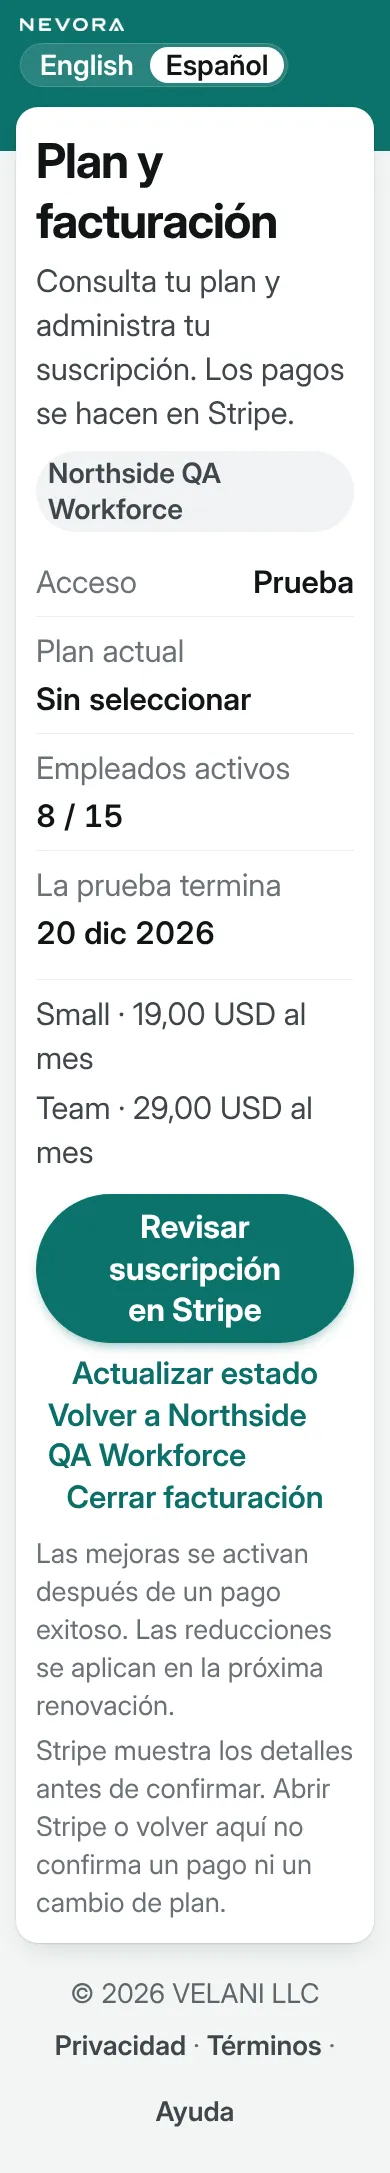 NEVORA
English Español
Plan y
facturación
Consulta tu plan y
administra tu
suscripción. Los pagos
se hacen en Stripe.
Northside QA
Workforce
Acceso Prueba
Plan actual
Sin seleccionar
Empleados activos
8 / 15
La prueba termina
20 dic 2026
Small · 19,00 USD al
mes
Team · 29,00 USD al
mes
Revisar
suscripción
en Stripe
Actualizar estado
Volver a Northside
QA Workforce
Cerrar facturación
Las mejoras se activan
después de un pago
exitoso. Las reducciones
se aplican en la próxima
renovación.
Stripe muestra los detalles
antes de confirmar. Abrir
Stripe o volver aquí no
confirma un pago ni un
cambio de plan.
© 2026 VELANI LLC
Privacidad · Términos ·
Ayuda